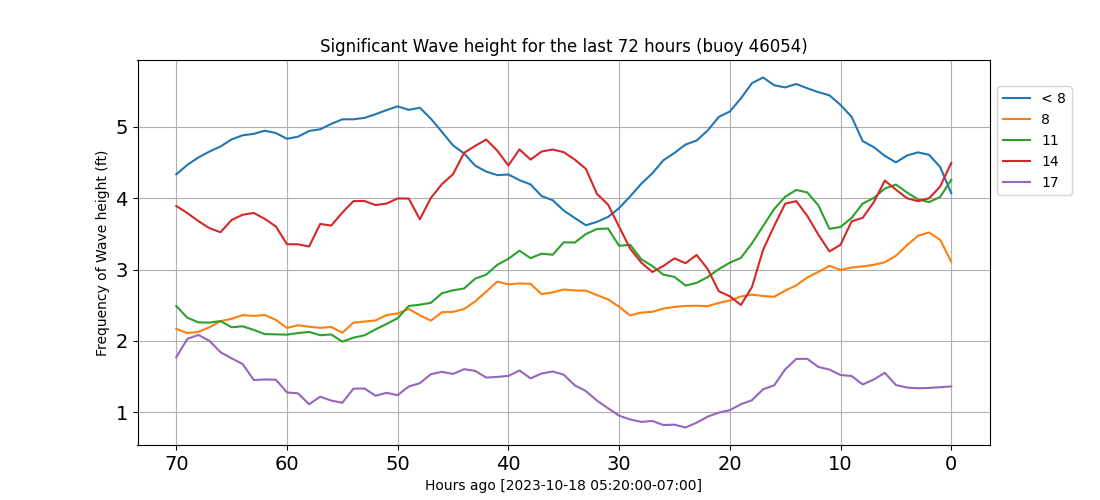 Significant Wave height for the last 72 hours (buoy 46054)
Frequency of Wave height (ft)
5
4
3
2
1
70 60 50 40 30 20 10 0
Hours ago [2023-10-18 05:20:00-07:00]
< 8
8
11
14
17